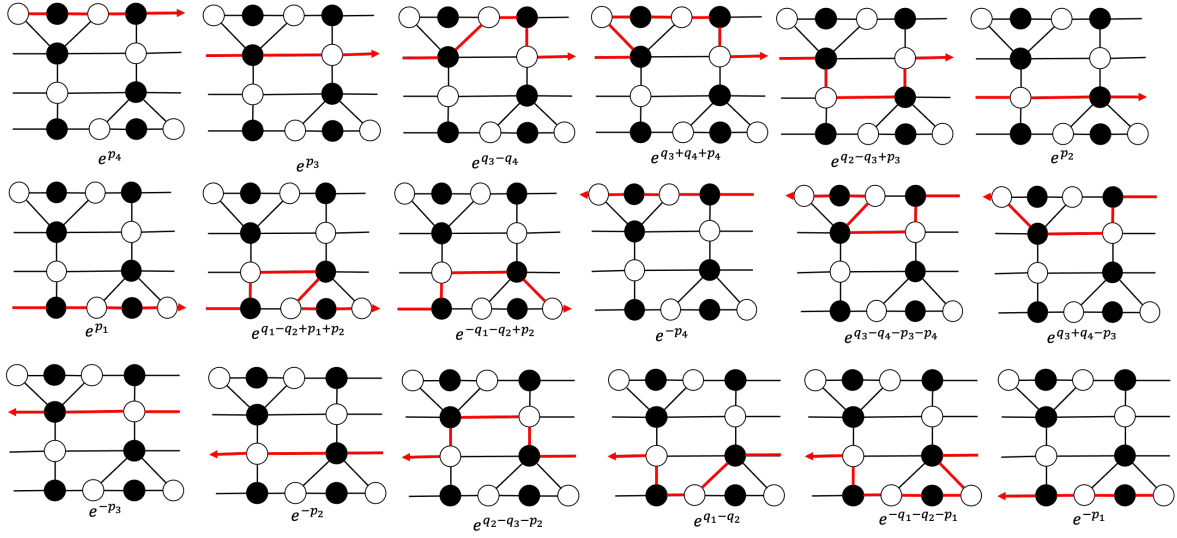 e^{p_4}
e^{p_3}
e^{q_3-q_4}
e^{q_3+q_4+p_4}
e^{q_2-q_3+p_3}
e^{p_2}
e^{p_1}
e^{q_1-q_2+p_1+p_2}
e^{-q_1-q_2+p_2}
e^{-p_4}
e^{q_3-q_4-p_3-p_4}
e^{q_3+q_4-p_3}
e^{-p_3}
e^{-p_2}
e^{q_2-q_3-p_2}
e^{q_1-q_2}
e^{-q_1-q_2-p_1}
e^{-p_1}